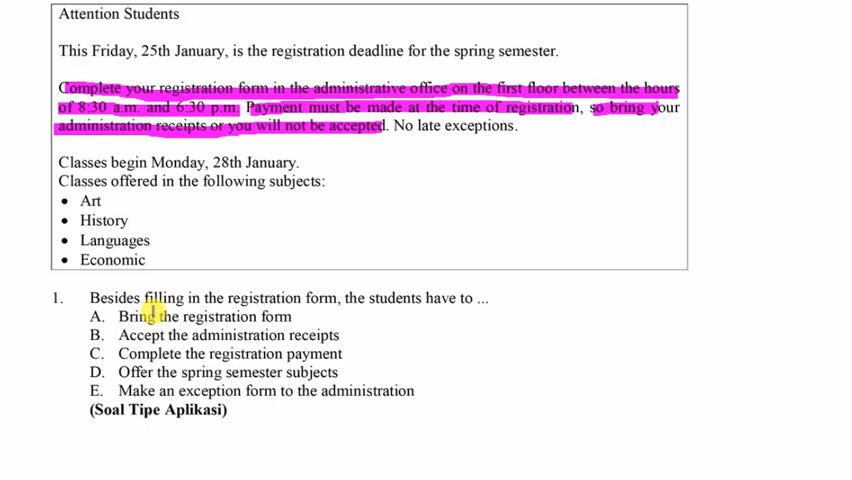 Attention Students
This Friday, 25th January, is the registration deadline for the spring semester.
Complete your registration form in the administrative office on the first floor between the hours
of 8:30 a.m. and 6:30 p.m. Payment must be made at the time of registration, so bring your
administration receipts or you will not be accepted. No late exceptions.
Classes begin Monday, 28th January.
Classes offered in the following subjects:
• Art
• History
• Languages
• Economic
1. Besides filling in the registration form, the students have to ...
A. Bring the registration form
B. Accept the administration receipts
C. Complete the registration payment
D. Offer the spring semester subjects
E. Make an exception form to the administration
(Soal Tipe Aplikasi)